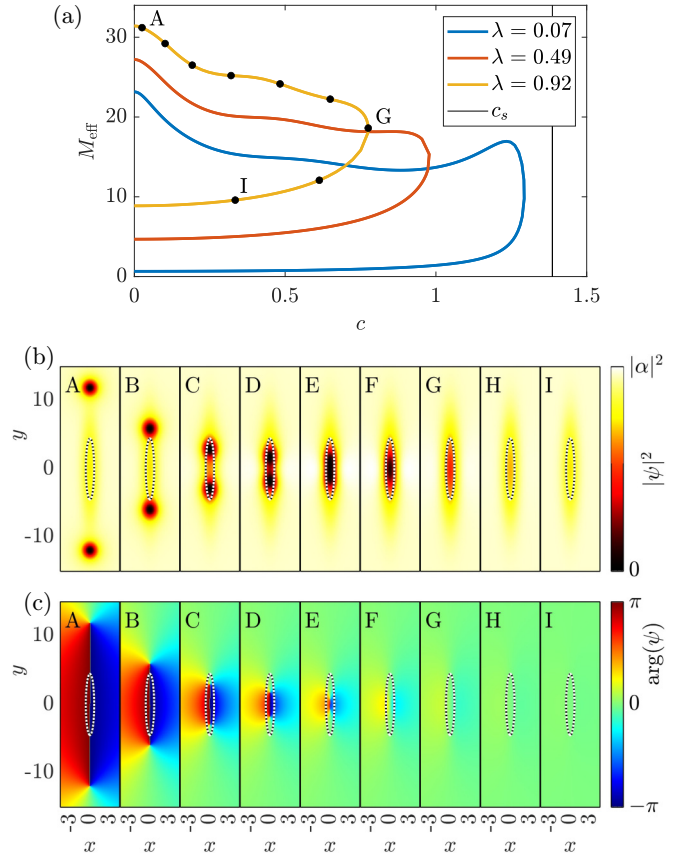 (a)
30
20
10
0
M_eff
A
G
I
λ = 0.07
λ = 0.49
λ = 0.92
c_s
0 0.5 1 1.5
c
(b)
A B C D E F G H I
10
0
-10
y
|α|²
|ψ|²
0
(c)
A B C D E F G H I
10
0
-10
y
π
0
−π
arg(ψ)
-3 0 3 -3 0 3 -3 0 3 -3 0 3 -3 0 3 -3 0 3 -3 0 3 -3 0 3 -3 0 3
x x x x x x x x x